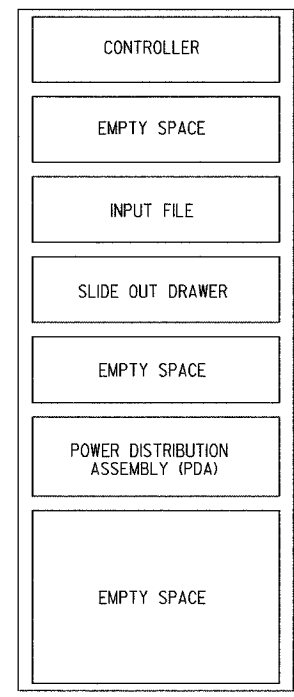 CONTROLLER
EMPTY SPACE
INPUT FILE
SLIDE OUT DRAWER
EMPTY SPACE
POWER DISTRIBUTION
ASSEMBLY (PDA)
EMPTY SPACE